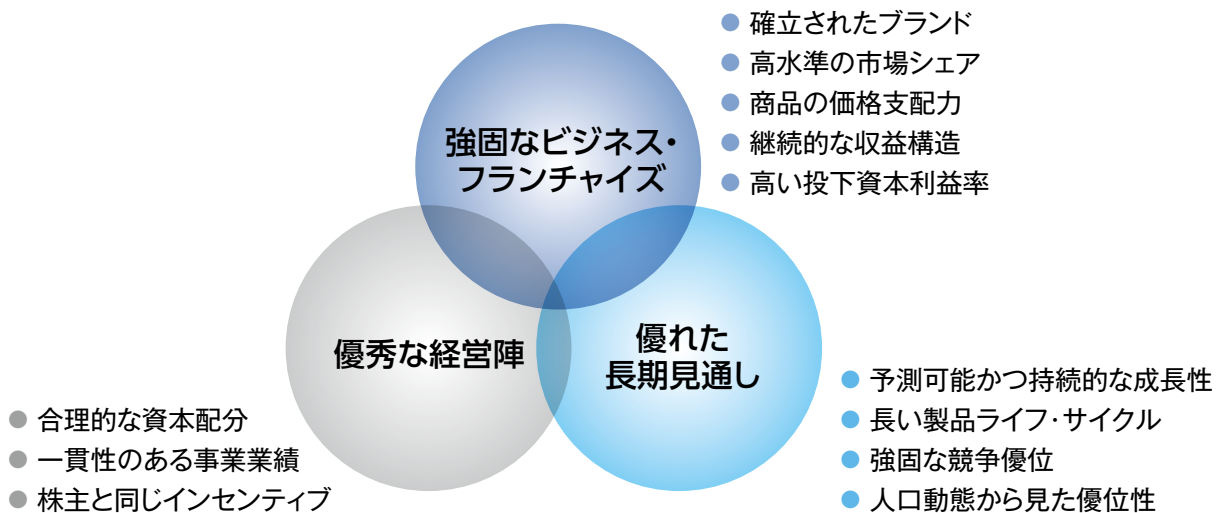 強固なビジネス・
フランチャイズ
● 確立されたブランド
● 高水準の市場シェア
● 商品の価格支配力
● 継続的な収益構造
● 高い投下資本利益率
優秀な経営陣
● 合理的な資本配分
● 一貫性のある事業業績
● 株主と同じインセンティブ
優れた
長期見通し
● 予測可能かつ持続的な成長性
● 長い製品ライフ・サイクル
● 強固な競争優位
● 人口動態から見た優位性